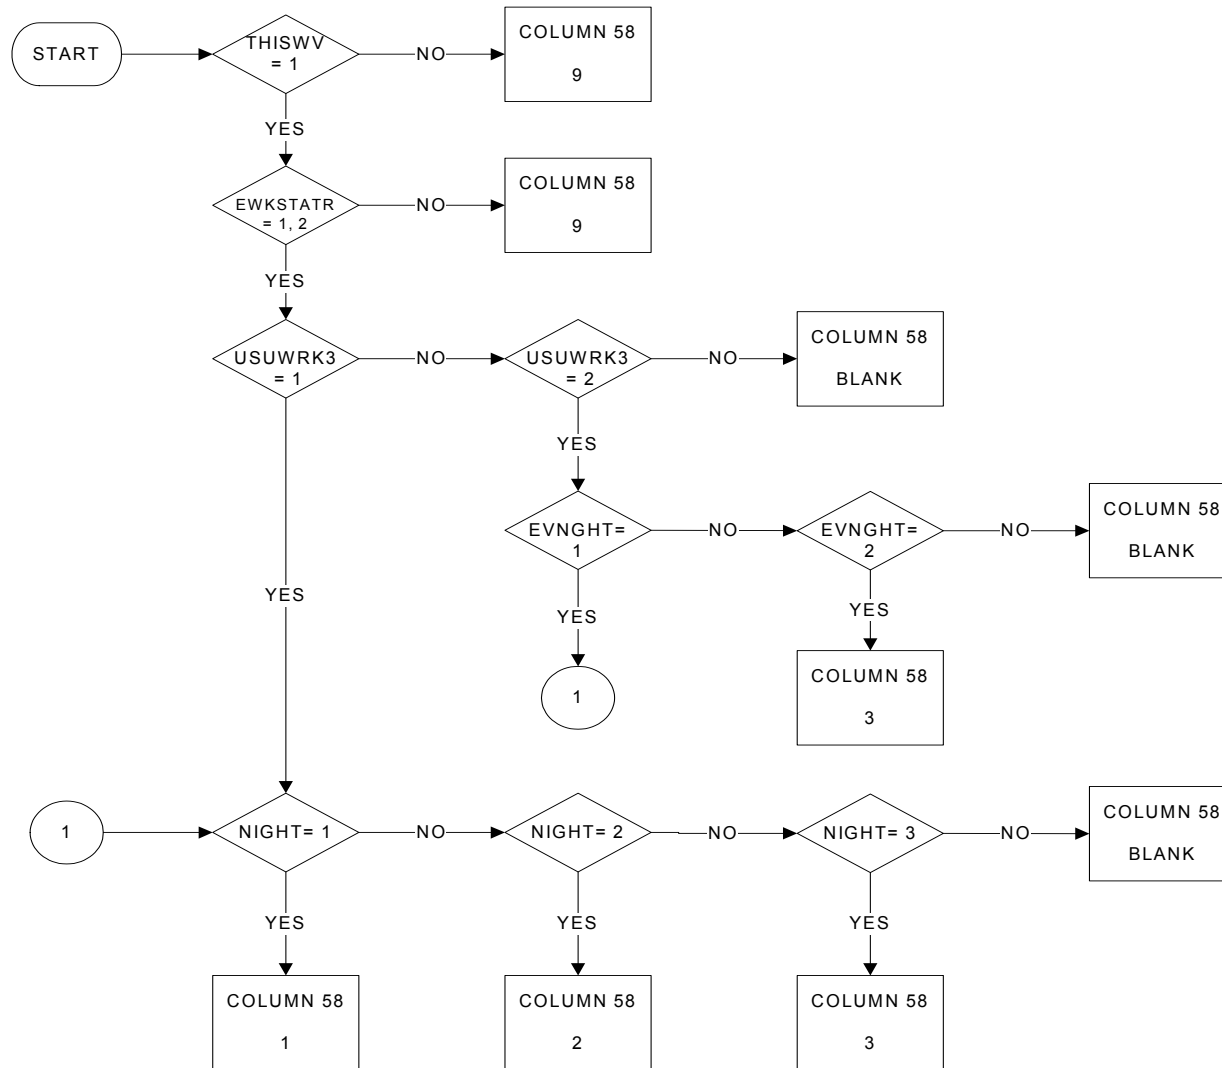 START
THISWV
= 1
NO
COLUMN 58
9
YES
EWKSTATR
= 1, 2
NO
COLUMN 58
9
YES
USUWRK3
= 1
NO
USUWRK3
= 2
NO
COLUMN 58
BLANK
YES
EVNGHT=
1
NO
EVNGHT=
2
NO
COLUMN 58
BLANK
YES
YES
YES
1
COLUMN 58
3
1
NIGHT= 1
NO
NIGHT= 2
NO
NIGHT= 3
NO
COLUMN 58
BLANK
YES
YES
YES
COLUMN 58
1
COLUMN 58
2
COLUMN 58
3